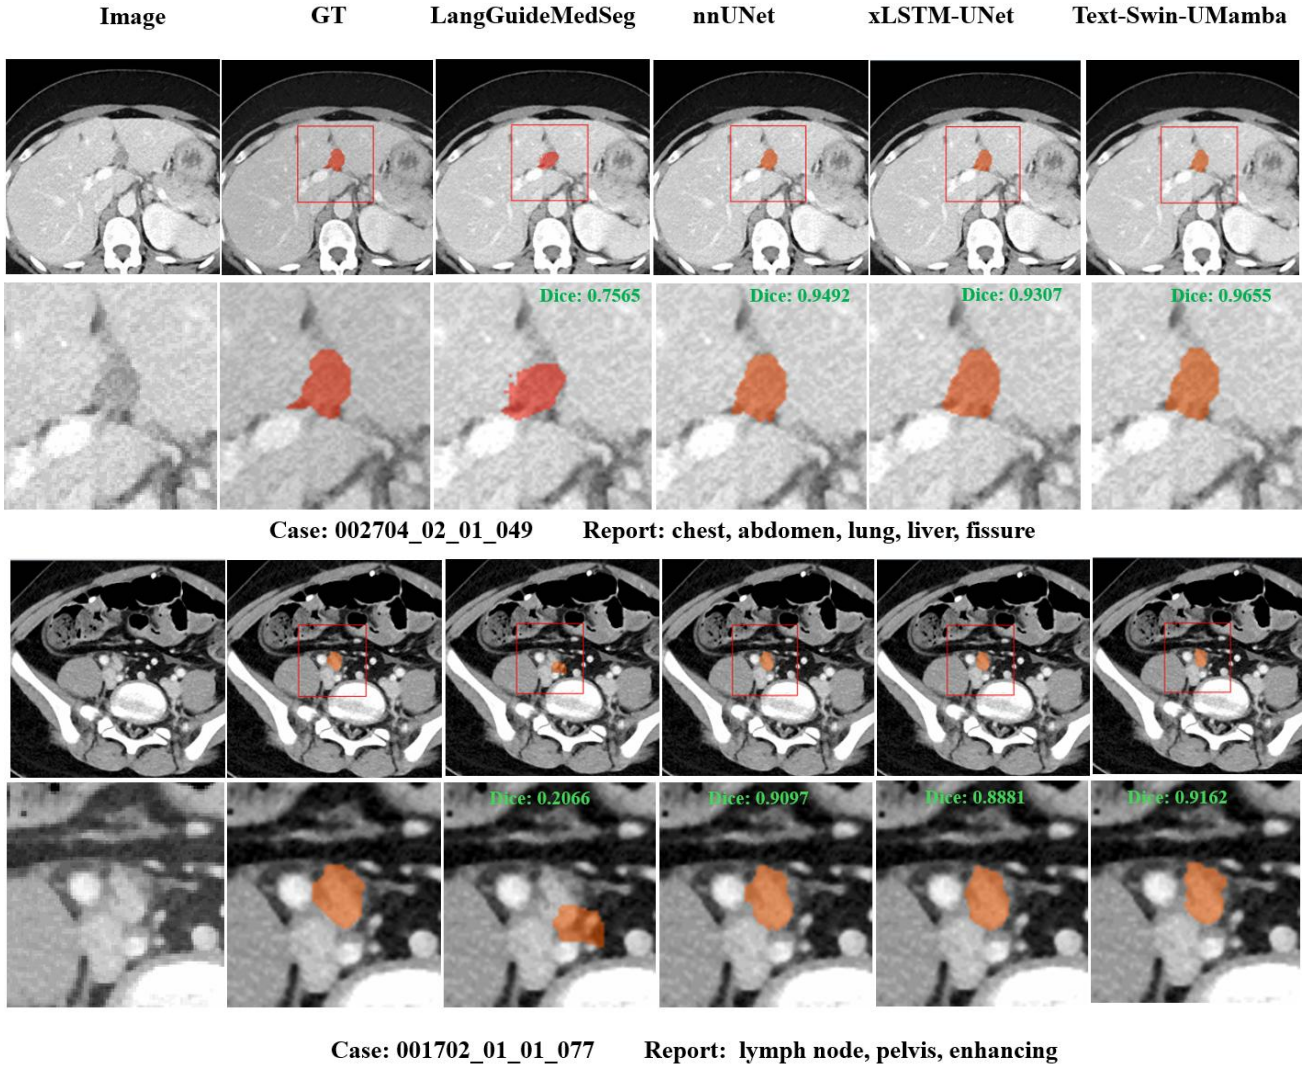 Image GT LangGuideMedSeg nnUNet xLSTM-UNet Text-Swin-UMamba
Dice: 0.7565 Dice: 0.9492 Dice: 0.9307 Dice: 0.9655
Case: 002704_02_01_049 Report: chest, abdomen, lung, liver, fissure
Dice: 0.2066 Dice: 0.9097 Dice: 0.8881 Dice: 0.9162
Case: 001702_01_01_077 Report: lymph node, pelvis, enhancing